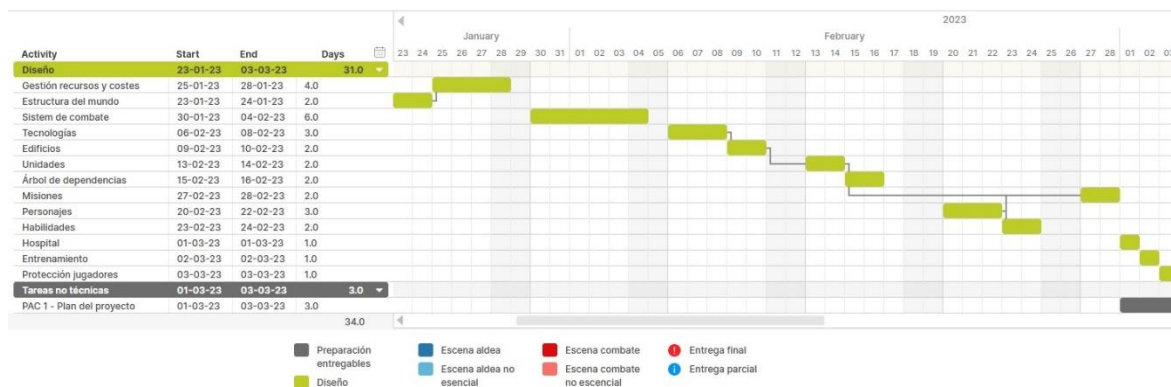 2023
January February
Activity Start End Days 23 24 25 26 27 28 29 30 31 01 02 03 04 05 06 07 08 09 10 11 12 13 14 15 16 17 18 19 20 21 22 23 24 25 26 27 28 01 02 03
Diseño 23-01-23 03-03-23 31.0
Gestión recursos y costes 25-01-23 28-01-23 4.0
Estructura del mundo 23-01-23 24-01-23 2.0
Sistem de combate 30-01-23 04-02-23 6.0
Tecnologías 06-02-23 08-02-23 3.0
Edificios 09-02-23 10-02-23 2.0
Unidades 13-02-23 14-02-23 2.0
Árbol de dependencias 15-02-23 16-02-23 2.0
Misiones 27-02-23 28-02-23 2.0
Personajes 20-02-23 22-02-23 3.0
Habilidades 23-02-23 24-02-23 2.0
Hospital 01-03-23 01-03-23 1.0
Entrenamiento 02-03-23 02-03-23 1.0
Protección jugadores 03-03-23 03-03-23 1.0
Tareas no técnicas 01-03-23 03-03-23 3.0
PAC 1 - Plan del proyecto 01-03-23 03-03-23 3.0
34.0
Preparación entregables
Diseño
Escena aldea
Escena aldea no esencial
Escena combate
Escena combate no escencial
Entrega final
Entrega parcial